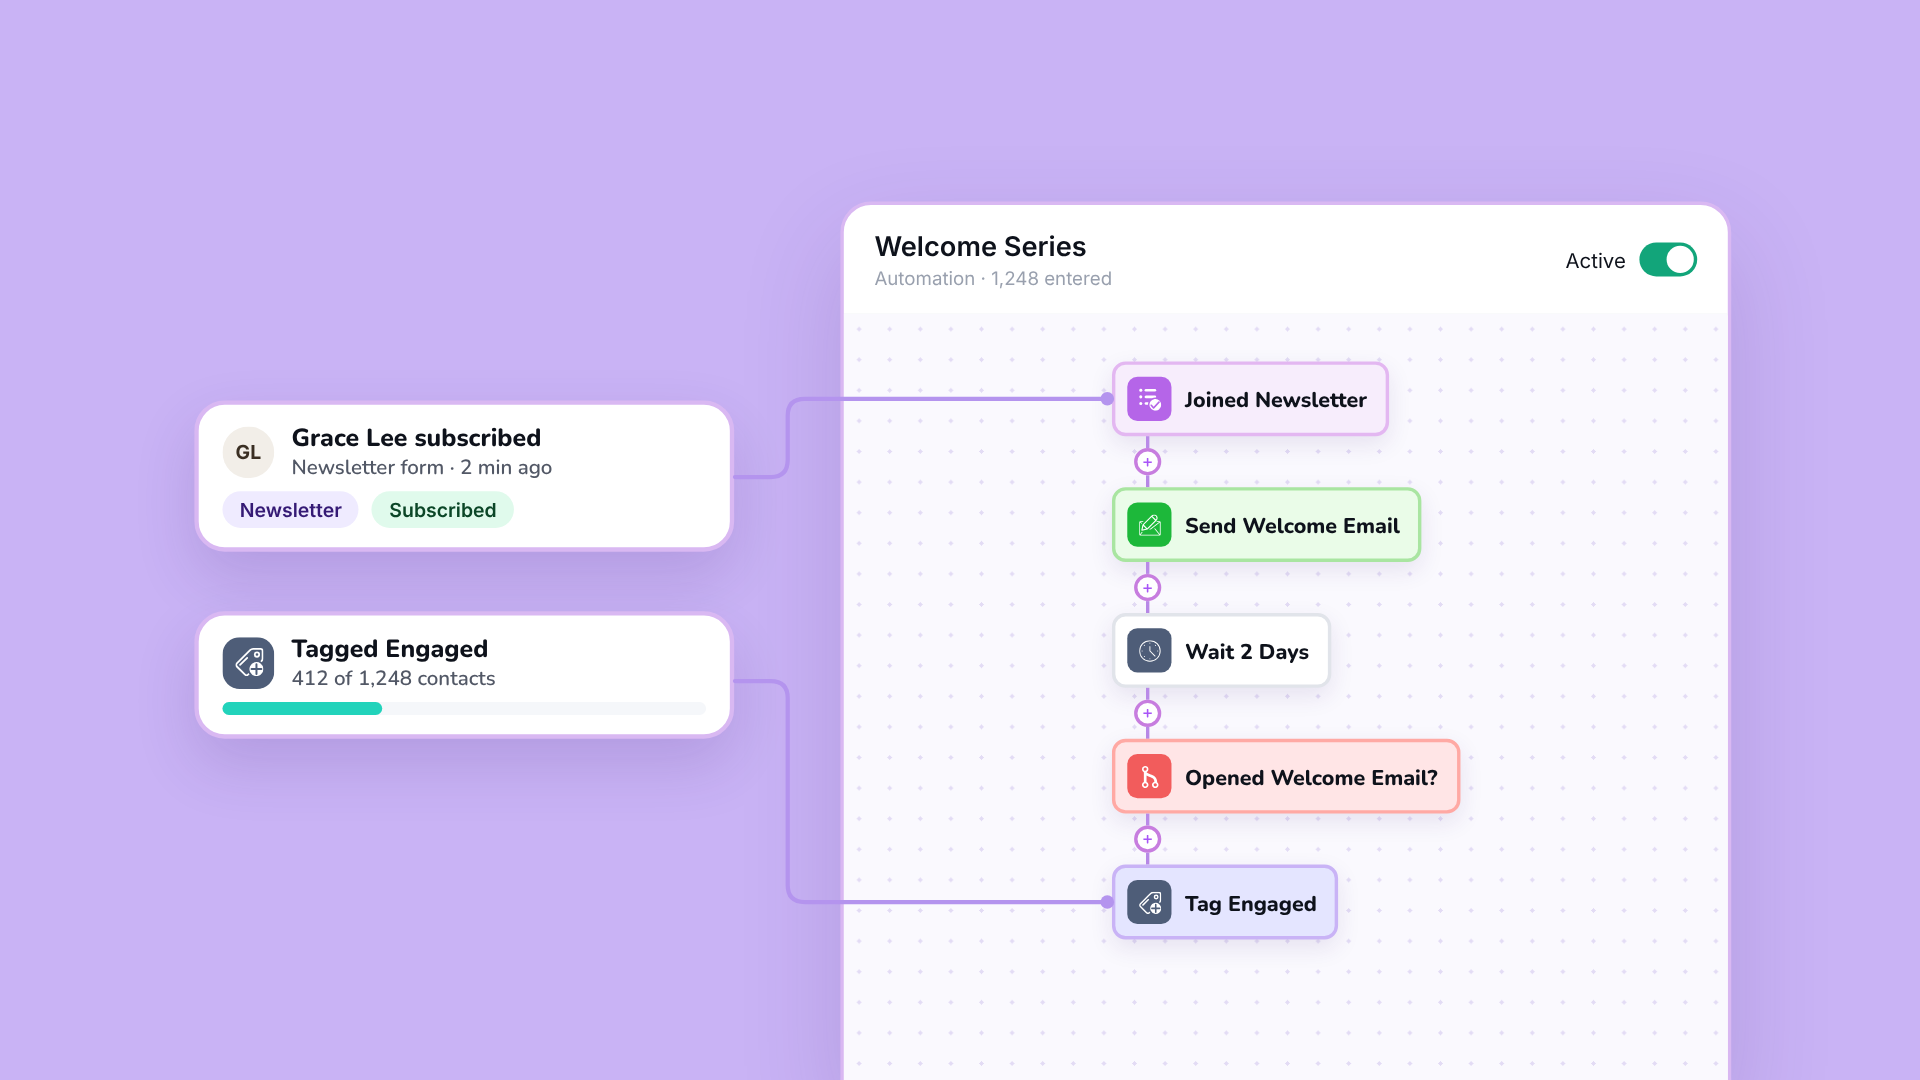 Welcome Series
Automation · 1,248 entered
Active
GL
Grace Lee subscribed
Newsletter form · 2 min ago
Newsletter
Subscribed
Tagged Engaged
412 of 1,248 contacts
Joined Newsletter
Send Welcome Email
Wait 2 Days
Opened Welcome Email?
Tag Engaged